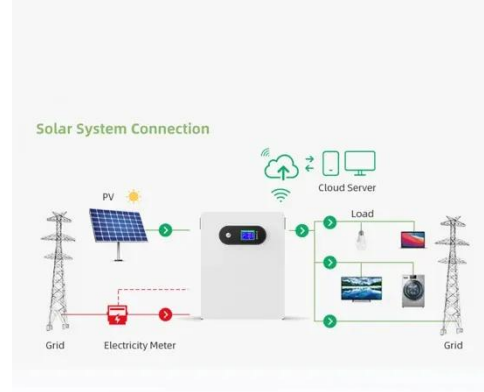 Solar System Connection
Cloud Server
PV
Load
Grid
Electricity Meter
Grid